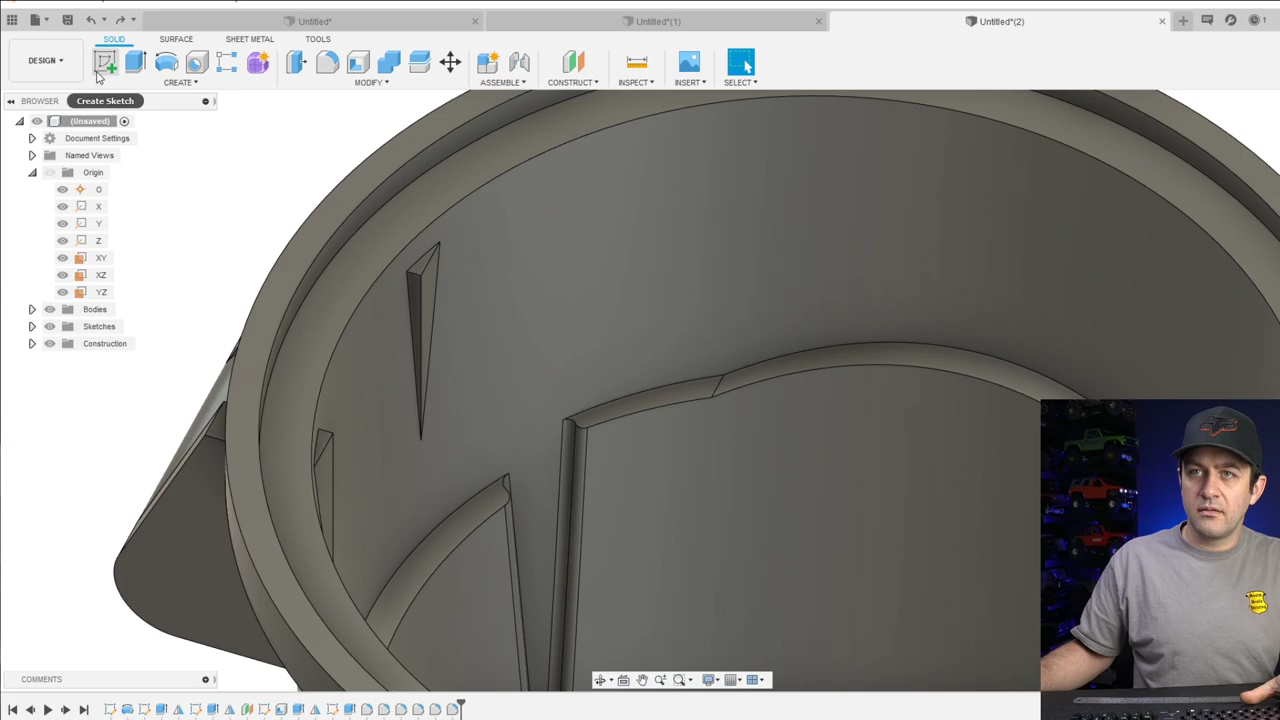 Untitled*
Untitled*(1)
Untitled*(2)
1
DESIGN
SOLID
SURFACE
SHEET METAL
TOOLS
CREATE
MODIFY
ASSEMBLE
CONSTRUCT
INSPECT
INSERT
SELECT
BROWSER
Create Sketch
(Unsaved)
Document Settings
Named Views
Origin
O
X
Y
Z
XY
XZ
YZ
Bodies
Sketches
Construction
COMMENTS